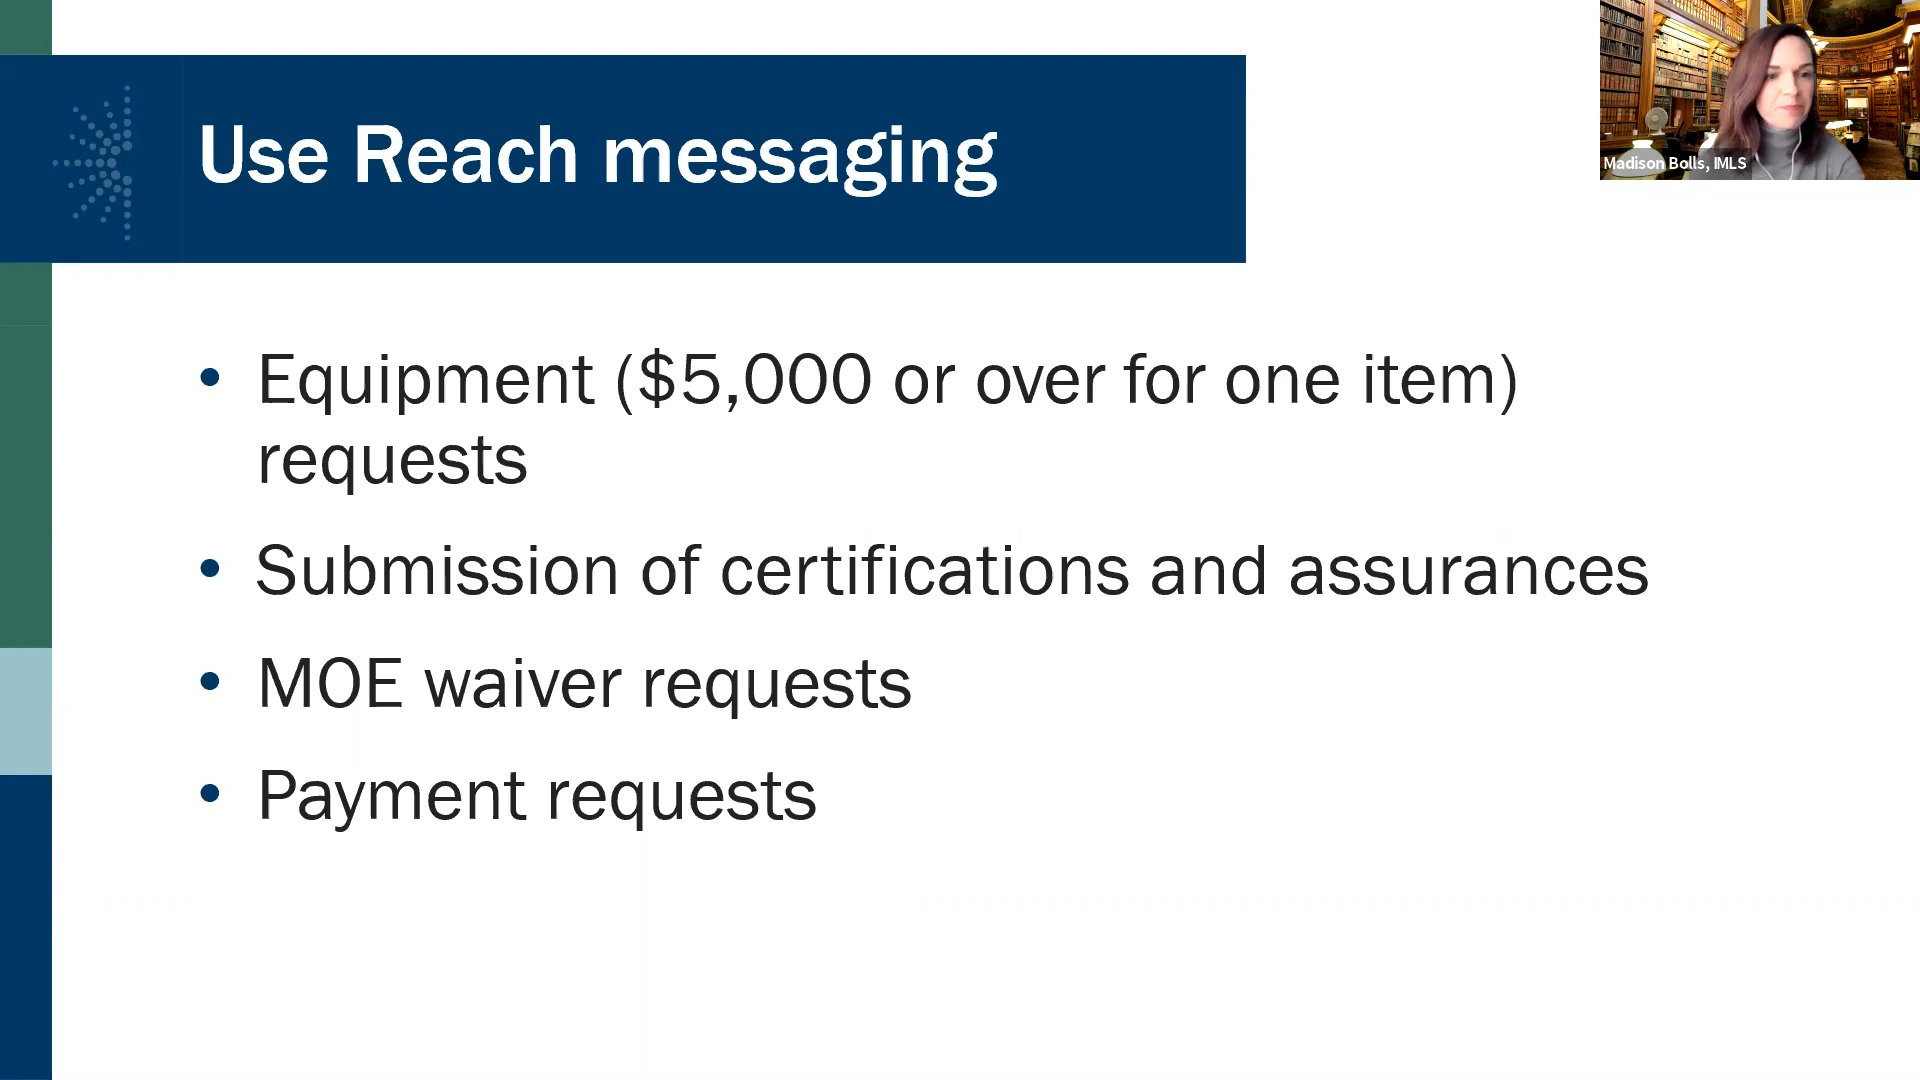 Use Reach messaging
Madison Bolls, IMLS
• Equipment ($5,000 or over for one item)
requests
• Submission of certifications and assurances
• MOE waiver requests
• Payment requests